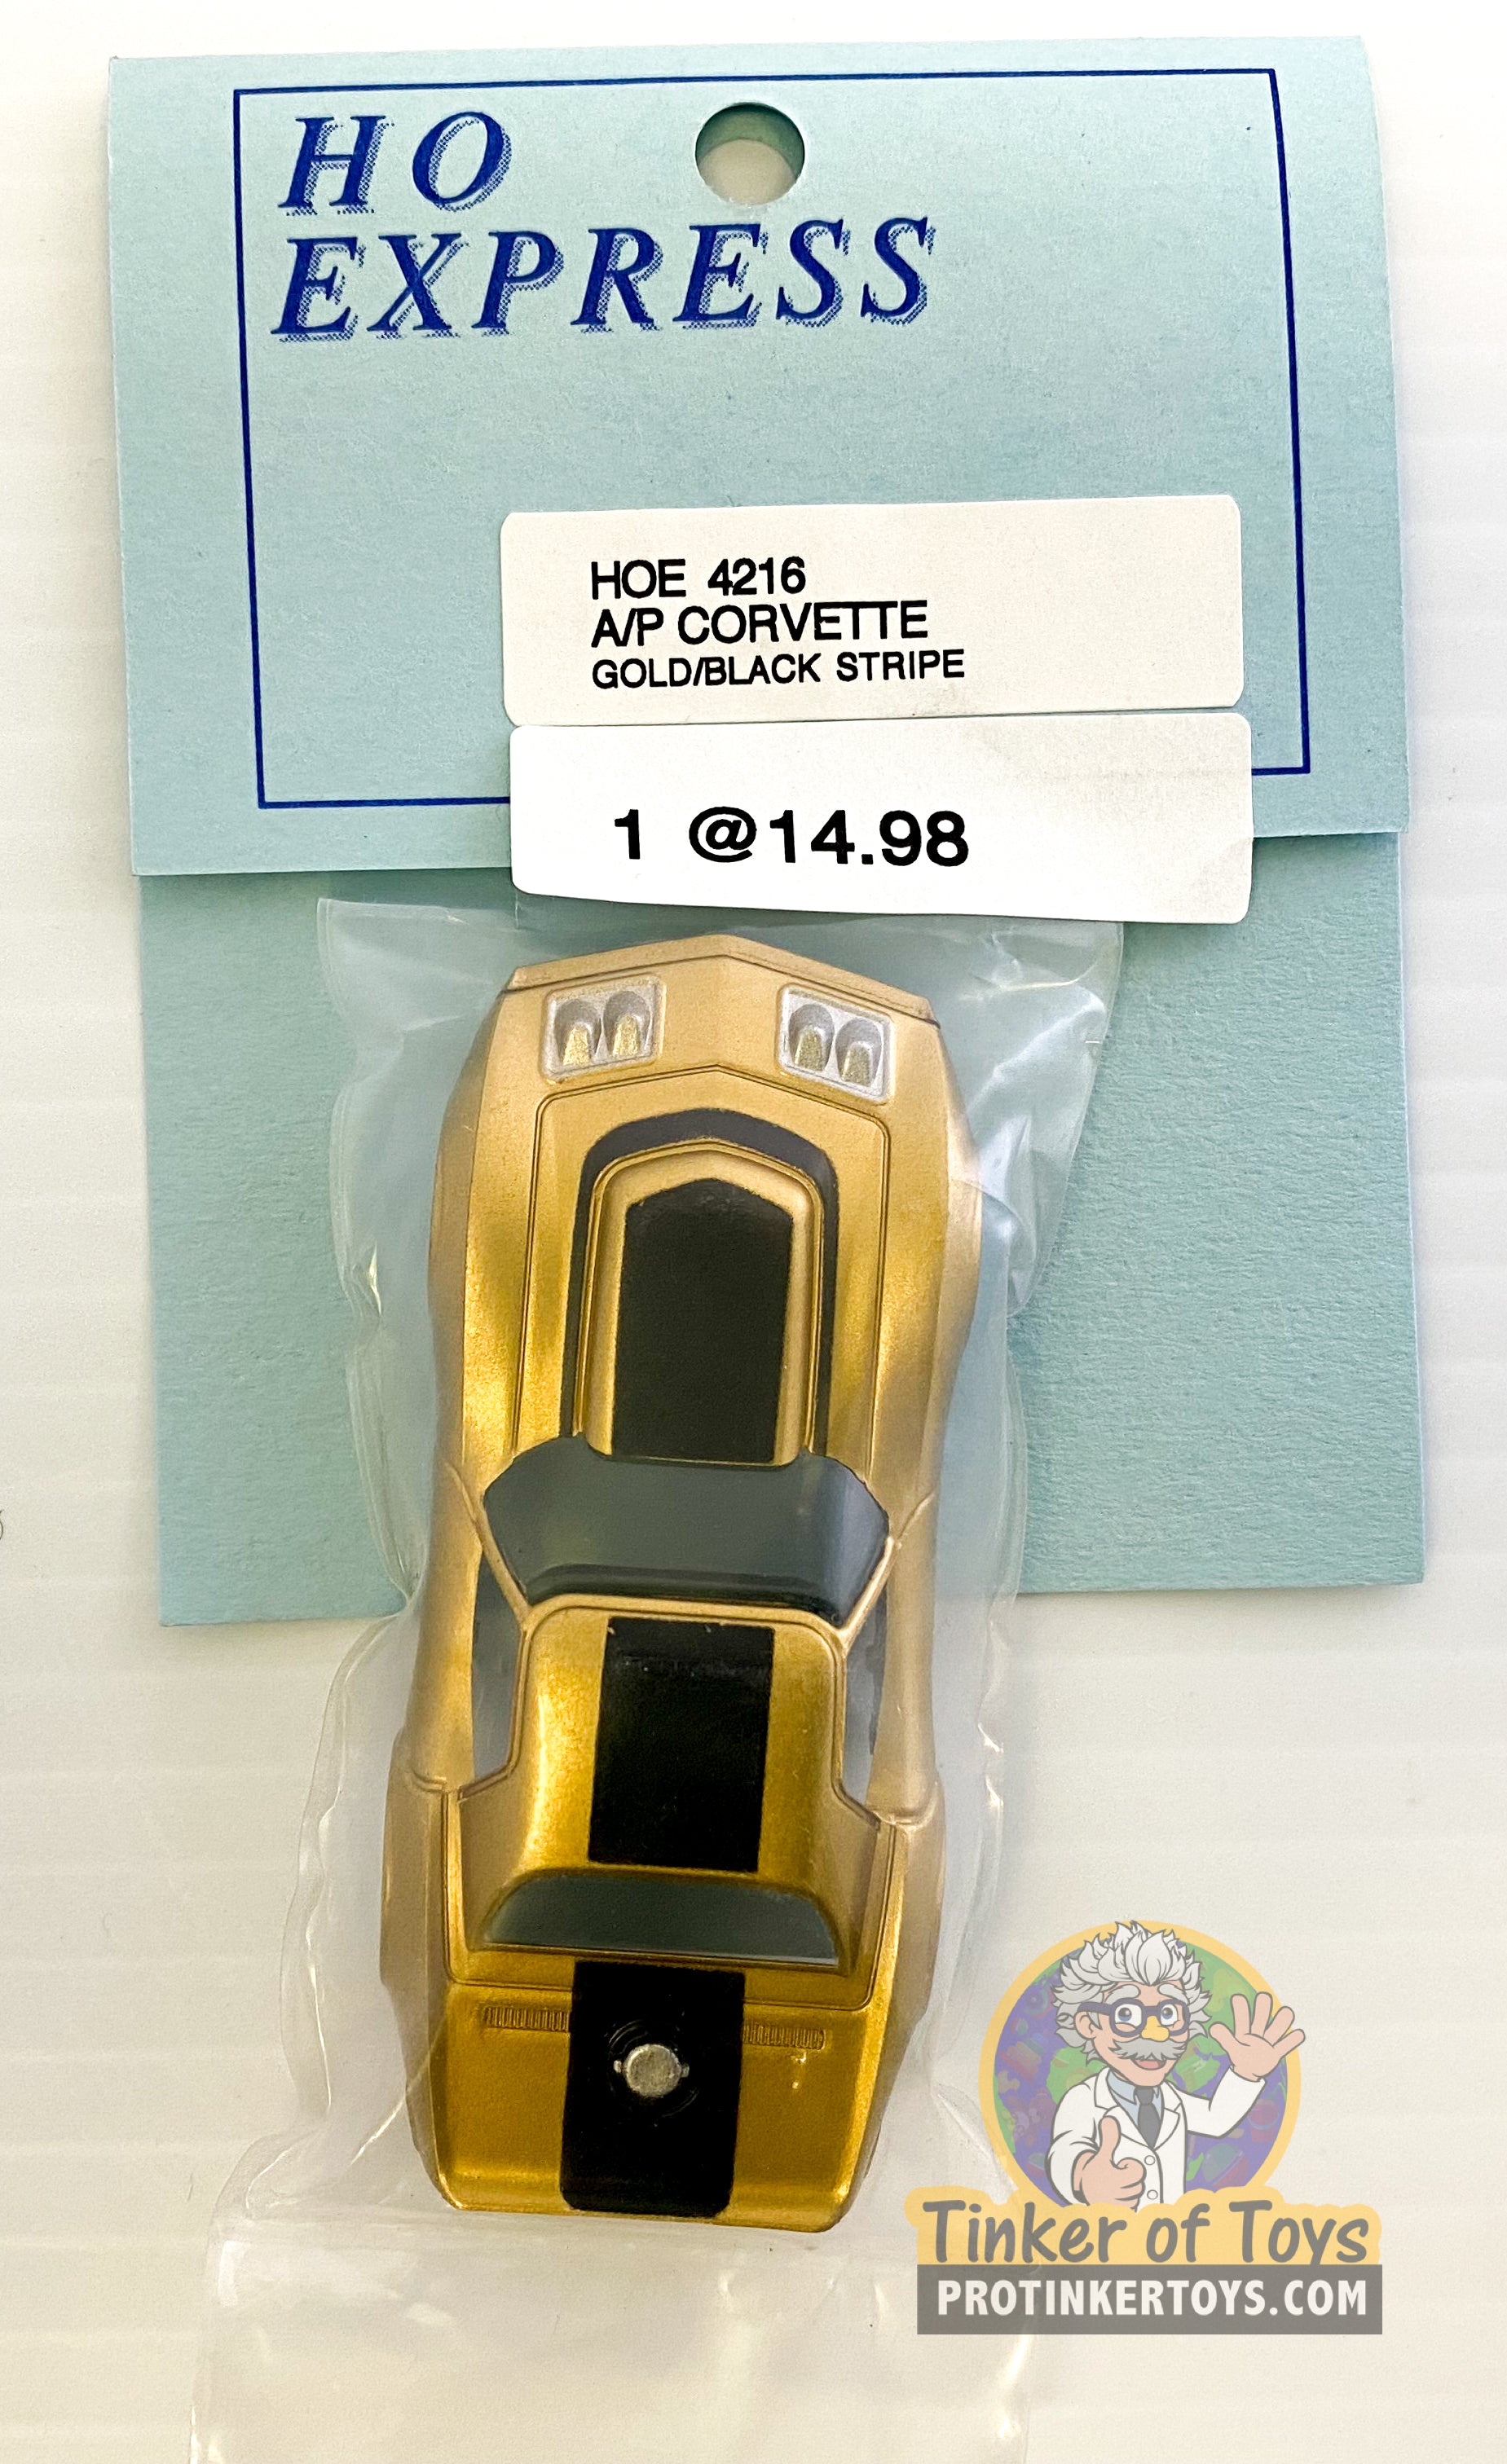 HO
EXPRESS
HOE 4216
A/P CORVETTE
GOLD/BLACK STRIPE
1 @14.98
Tinker of Toys
PROTINKERTOYS.COM